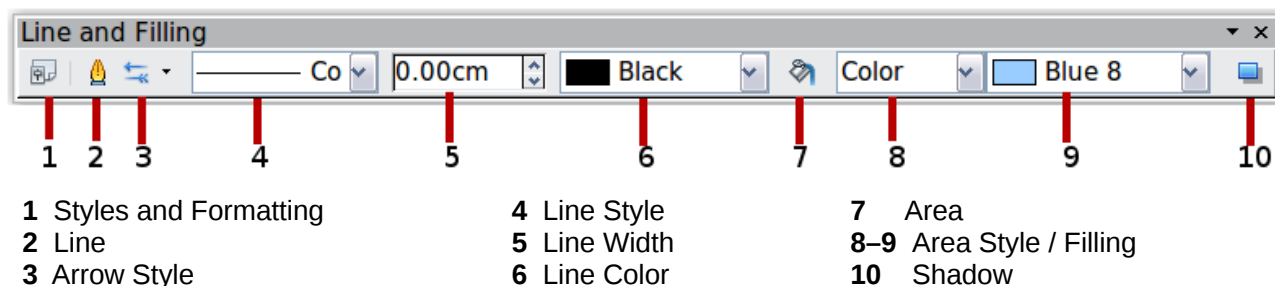 Line and Filling
Co 0.00cm Black Color Blue 8
1 2 3 4 5 6 7 8 9 10
1 Styles and Formatting 4 Line Style 7 Area
2 Line 5 Line Width 8–9 Area Style / Filling
3 Arrow Style 6 Line Color 10 Shadow